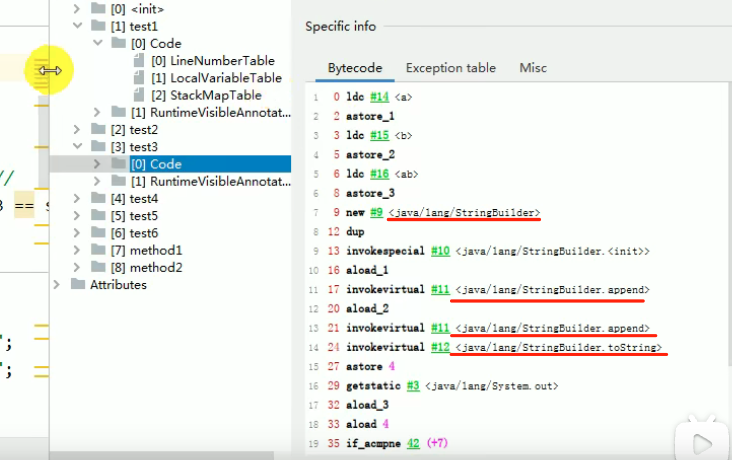 [0] <init>
[1] test1
[0] Code
[0] LineNumberTable
[1] LocalVariableTable
[2] StackMapTable
[1] RuntimeVisibleAnnotat...
[2] test2
[3] test3
[0] Code
[1] RuntimeVisibleAnnotat...
[4] test4
[5] test5
[6] test6
[7] method1
[8] method2
Attributes
//
3 == s
";
";
Specific info
Bytecode Exception table Misc
1 0 ldc #14 <a>
2 2 astore_1
3 3 ldc #15 <b>
4 5 astore_2
5 6 ldc #16 <ab>
6 8 astore_3
7 9 new #9 <java/lang/StringBuilder>
8 12 dup
9 13 invokespecial #10 <java/lang/StringBuilder.<init>>
10 16 aload_1
11 17 invokevirtual #11 <java/lang/StringBuilder.append>
12 20 aload_2
13 21 invokevirtual #11 <java/lang/StringBuilder.append>
14 24 invokevirtual #12 <java/lang/StringBuilder.toString>
15 27 astore 4
16 29 getstatic #3 <java/lang/System.out>
17 32 aload_3
18 33 aload 4
19 35 if_acmpne 42 (+7)